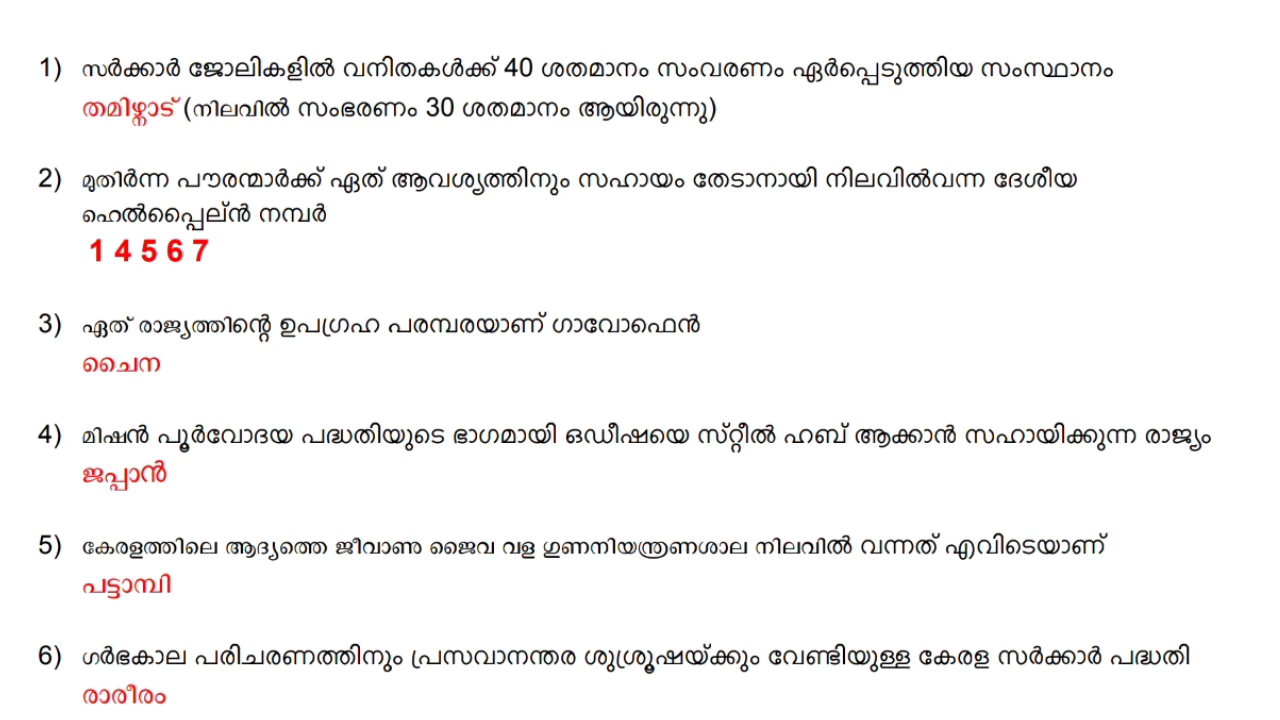 1) സർക്കാർ ജോലികളിൽ വനിതകൾക്ക് 40 ശതമാനം സംവരണം ഏർപ്പെടുത്തിയ സംസ്ഥാനം
തമിഴ്നാട് (നിലവിൽ സംഭരണം 30 ശതമാനം ആയിരുന്നു)
2) മുതിർന്ന പൗരന്മാർക്ക് ഏത് ആവശ്യത്തിനും സഹായം തേടാനായി നിലവിൽവന്ന ദേശീയ
ഹെൽപ്പൈല്ൻ നമ്പർ
1 4 5 6 7
3) ഏത് രാജ്യത്തിന്റെ ഉപഗ്രഹ പരമ്പരയാണ് ഗാവോഫെൻ
ചൈന
4) മിഷൻ പൂർവോദയ പദ്ധതിയുടെ ഭാഗമായി ഒഡീഷയെ സ്റ്റീൽ ഹബ് ആക്കാൻ സഹായിക്കുന്ന രാജ്യം
ജപ്പാൻ
5) കേരളത്തിലെ ആദ്യത്തെ ജീവാണു ജൈവ വള ഗുണനിയന്ത്രണശാല നിലവിൽ വന്നത് എവിടെയാണ്
പട്ടാമ്പി
6) ഗർഭകാല പരിചരണത്തിനും പ്രസവാനന്തര ശുശ്രൂഷയ്ക്കും വേണ്ടിയുള്ള കേരള സർക്കാർ പദ്ധതി
രാരീരം